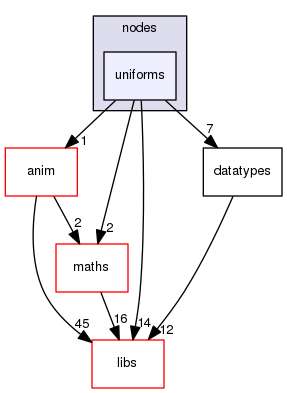 nodes
uniforms
1
7
anim
datatypes
2
2
maths
45
16
14
12
libs